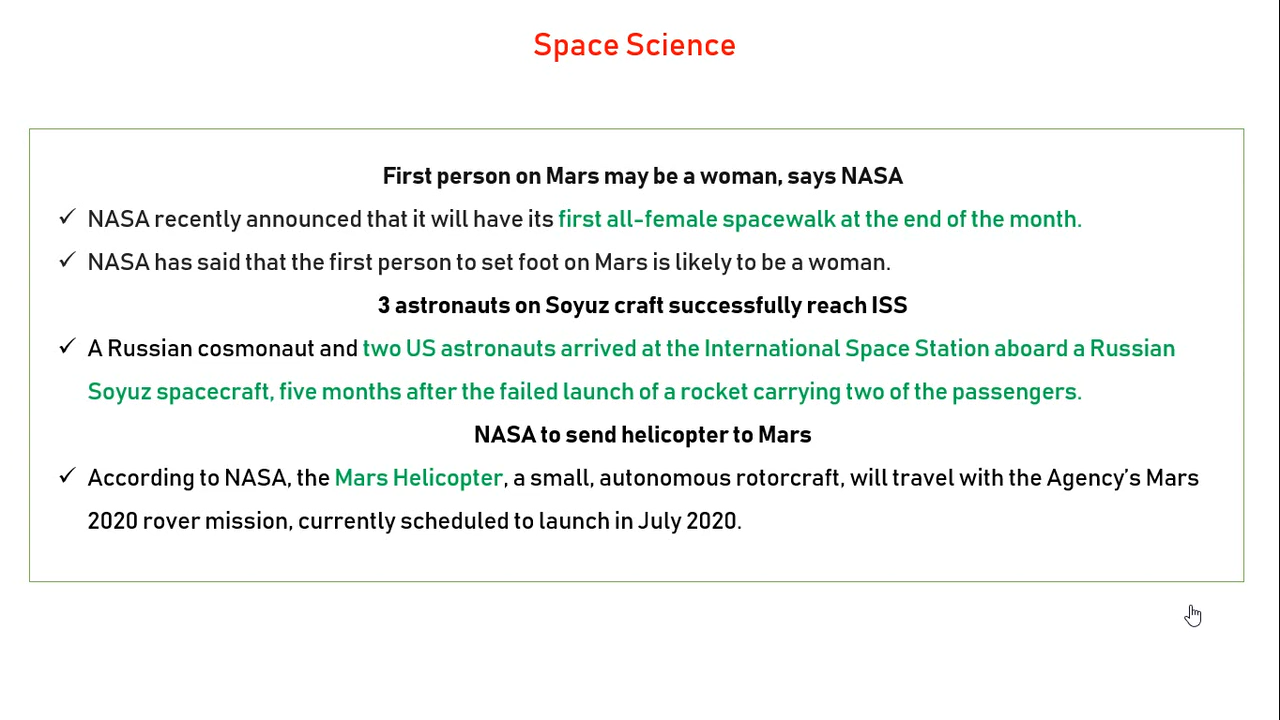 Space Science
First person on Mars may be a woman, says NASA
✓ NASA recently announced that it will have its first all-female spacewalk at the end of the month.
✓ NASA has said that the first person to set foot on Mars is likely to be a woman.
3 astronauts on Soyuz craft successfully reach ISS
✓ A Russian cosmonaut and two US astronauts arrived at the International Space Station aboard a Russian
Soyuz spacecraft, five months after the failed launch of a rocket carrying two of the passengers.
NASA to send helicopter to Mars
✓ According to NASA, the Mars Helicopter, a small, autonomous rotorcraft, will travel with the Agency’s Mars
2020 rover mission, currently scheduled to launch in July 2020.